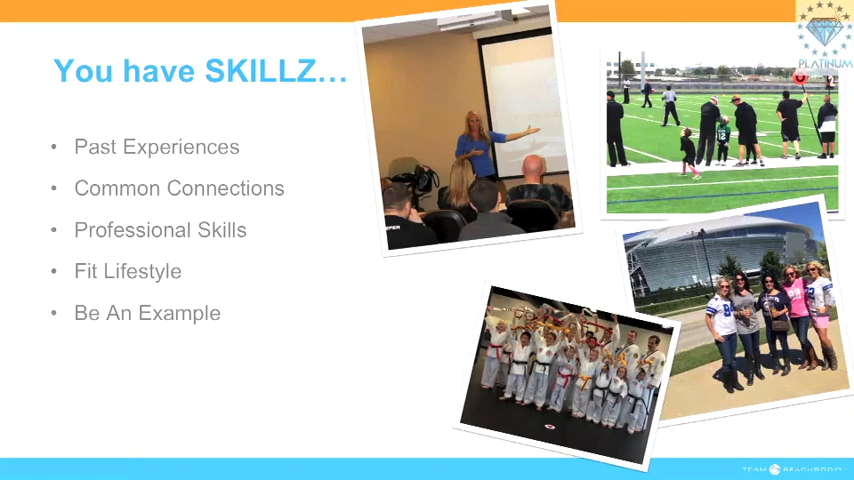 You have SKILLZ...
PLATINUM
• Past Experiences
• Common Connections
• Professional Skills
• Fit Lifestyle
• Be An Example
TEAM BEACHBODY